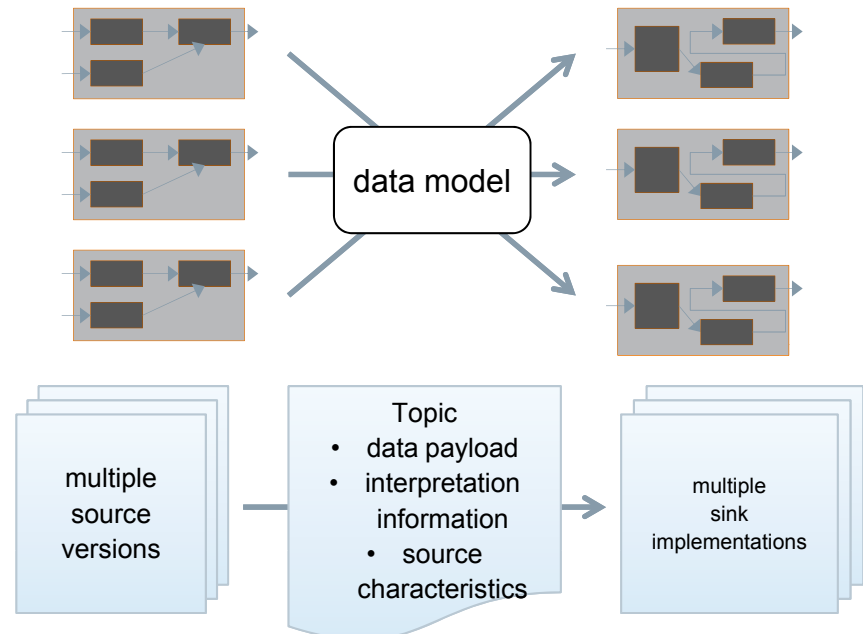 data model
multiple
source
versions
Topic
• data payload
• interpretation
information
• source
characteristics
multiple
sink
implementations